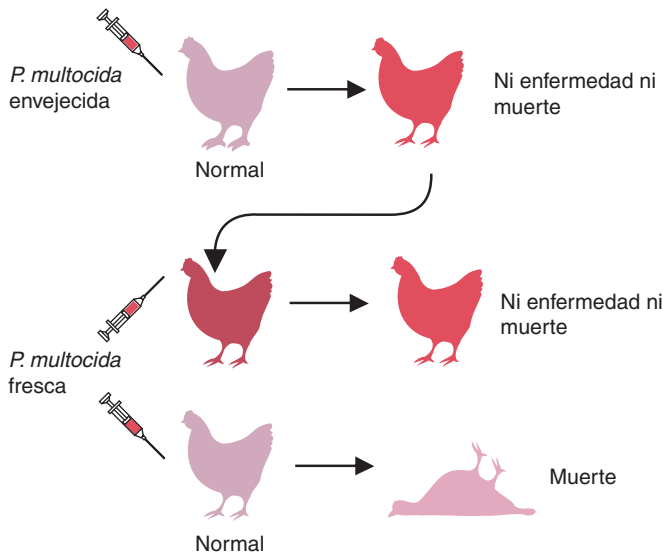 P. multocida
envejecida
Normal
Ni enfermedad ni
muerte
P. multocida
fresca
Ni enfermedad ni
muerte
Normal
Muerte